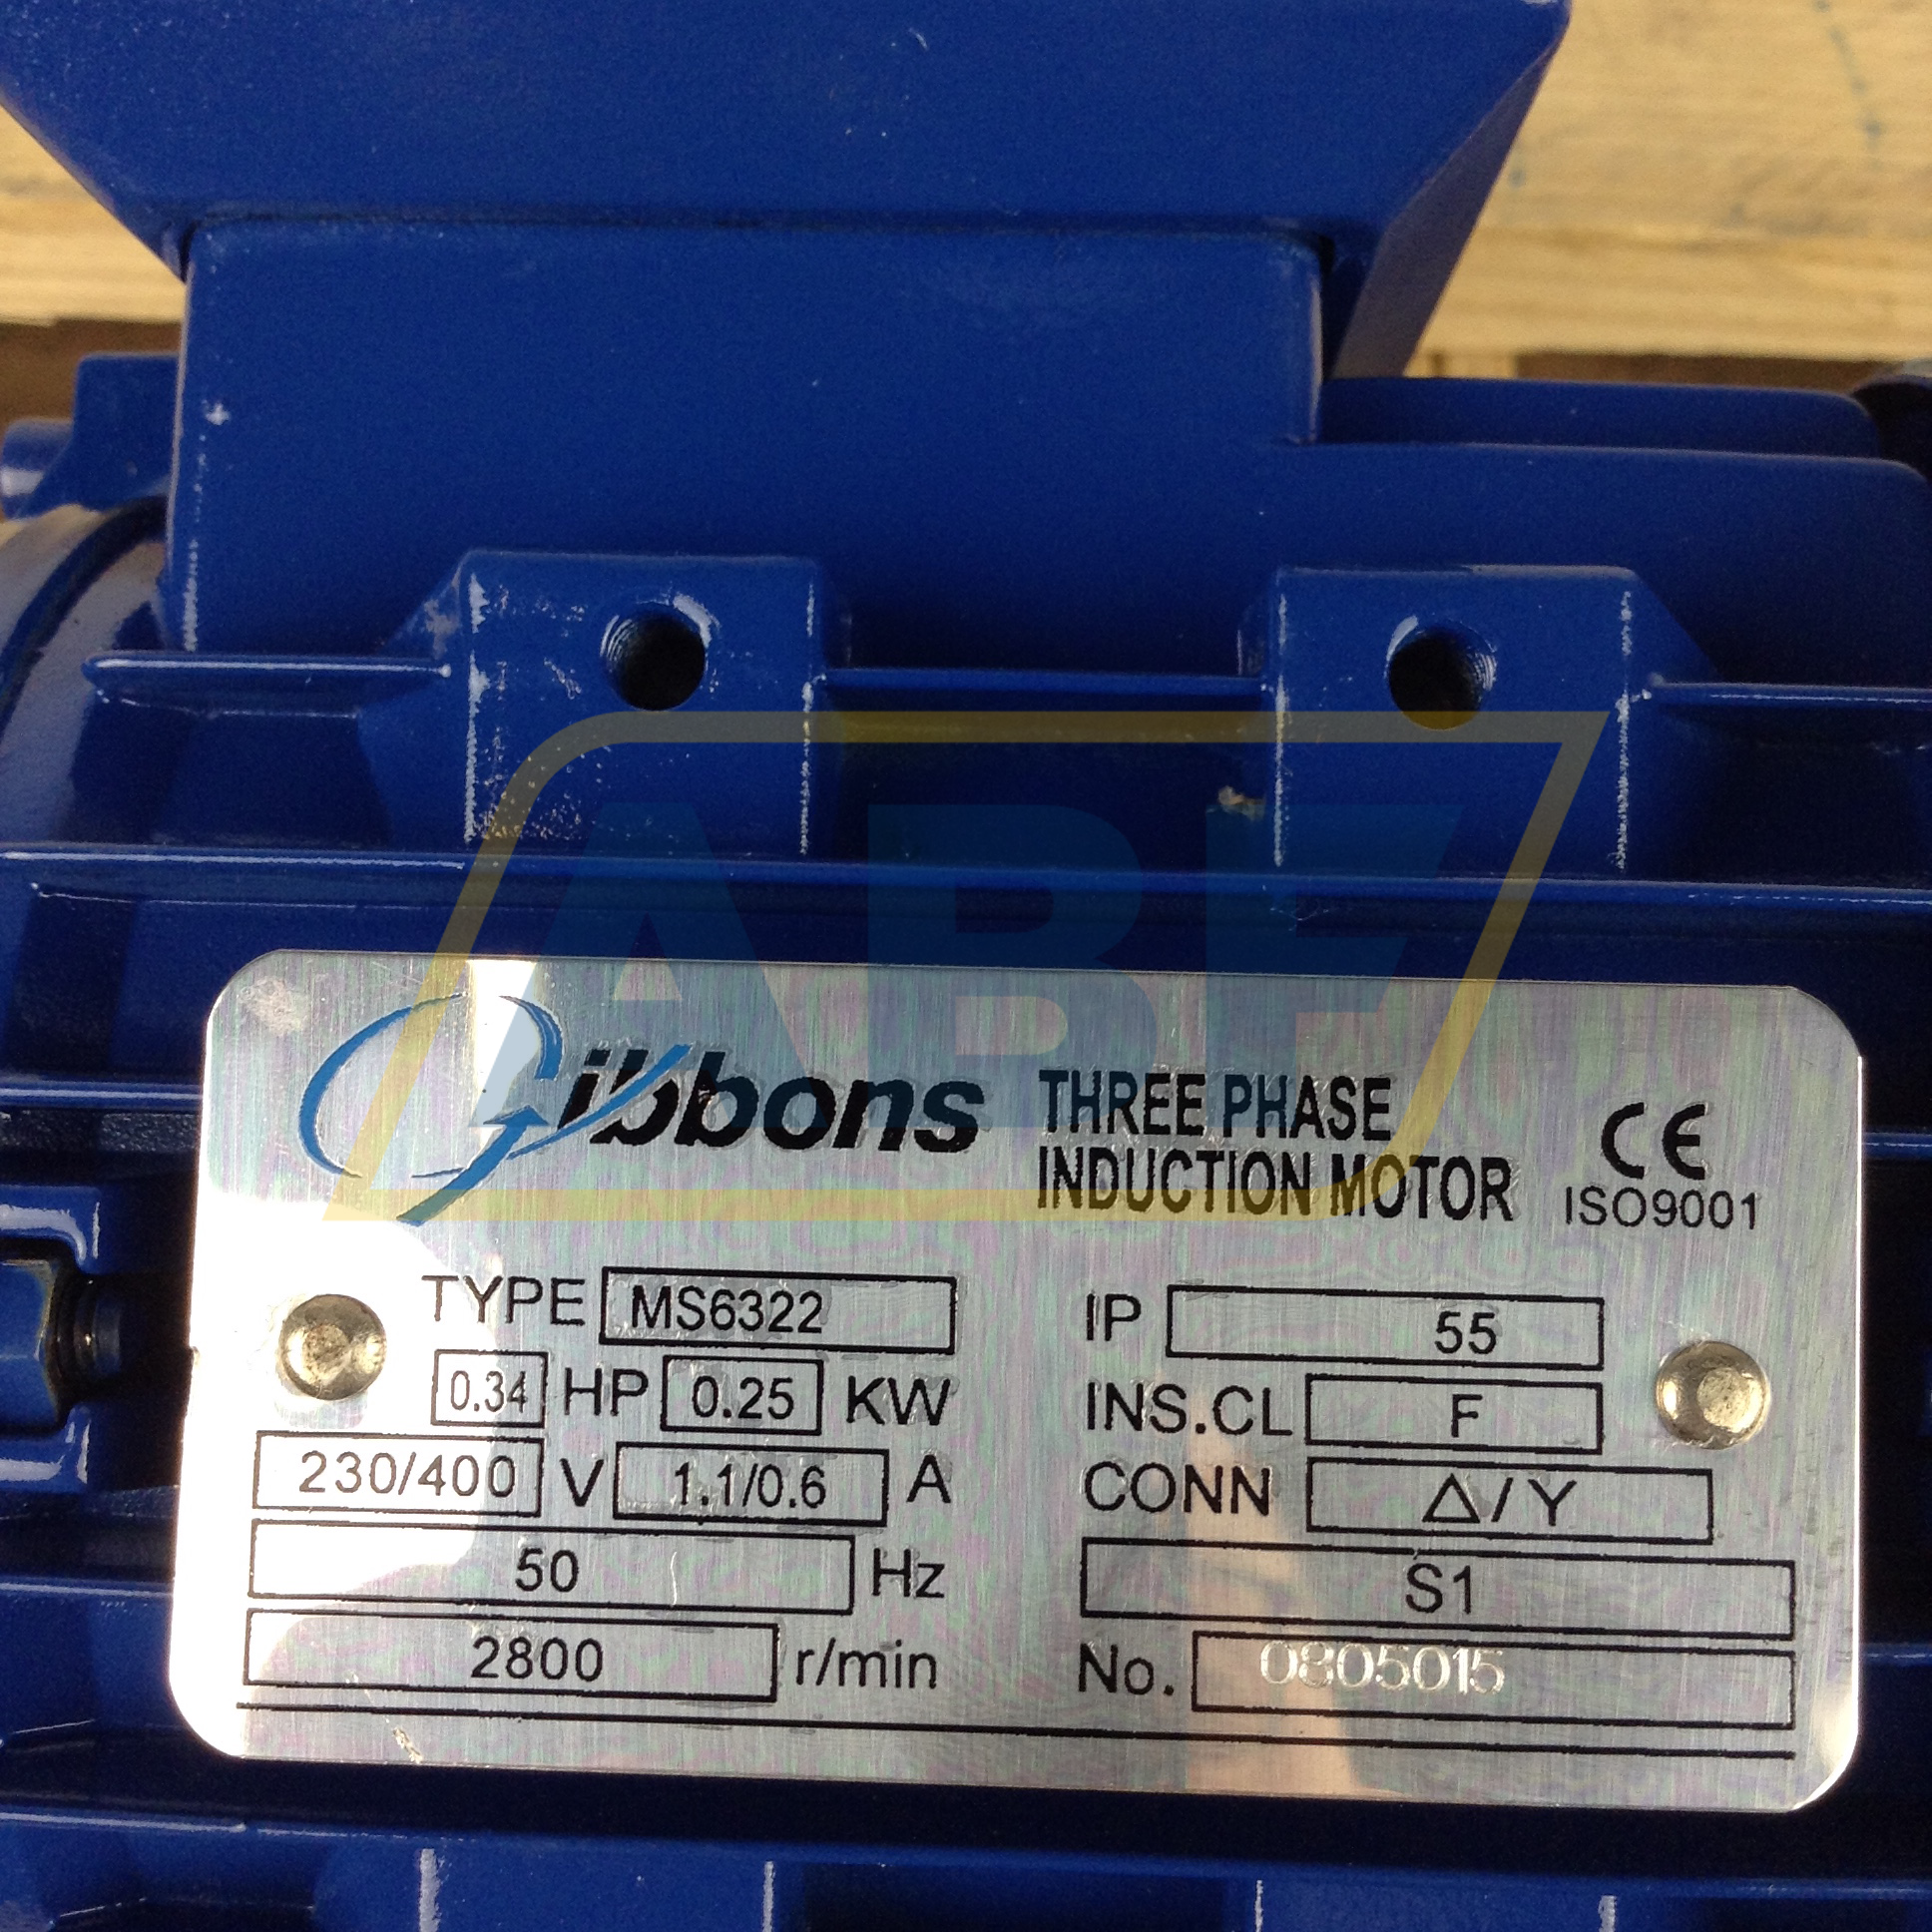 ABF
Gibbons THREE PHASE
INDUCTION MOTOR
CE
ISO9001
TYPE MS6322
0.34 HP 0.25 KW
230/400 V 1.1/0.6 A
50 Hz
2800 r/min
IP 55
INS.CL F
CONN Δ/Y
S1
No. 0805015